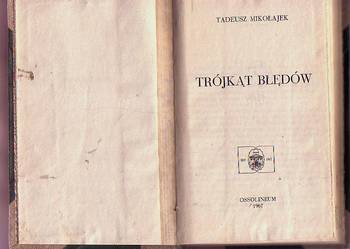 TADEUSZ MIKOŁAJEK
TRÓJKĄT BŁĘDÓW
OSSOLINEUM
1967